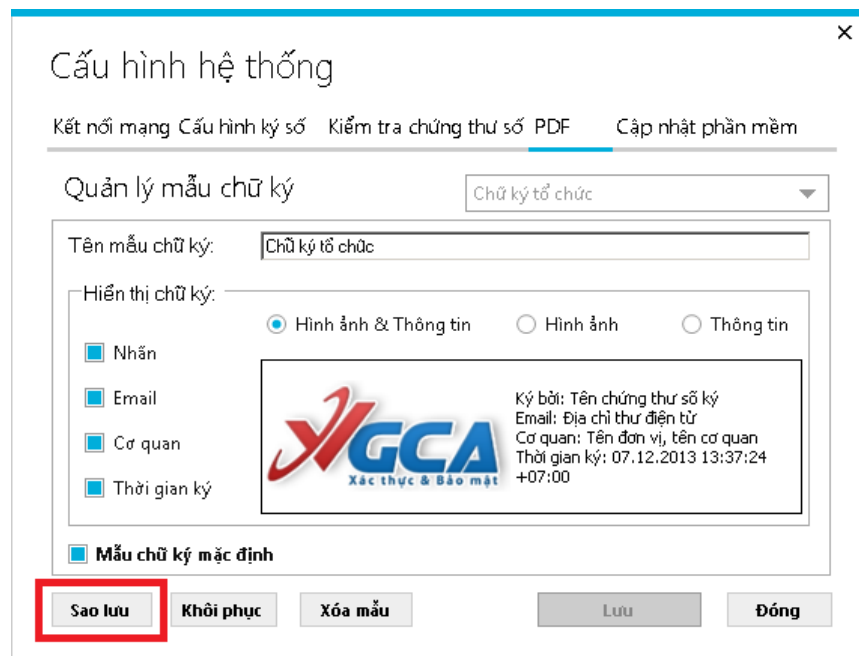 Cấu hình hệ thống
Kết nối mạng Cấu hình ký số Kiểm tra chứng thư số PDF Cập nhật phần mềm
Quản lý mẫu chữ ký Chữ ký tổ chức
Tên mẫu chữ ký: Chữ ký tổ chức
Hiển thị chữ ký:
Hình ảnh & Thông tin Hình ảnh Thông tin
Nhãn
Email
Cơ quan
Thời gian ký
VGCA
Xác thực & Bảo mật
Ký bởi: Tên chứng thư số ký
Email: Địa chỉ thư điện tử
Cơ quan: Tên đơn vị, tên cơ quan
Thời gian ký: 07.12.2013 13:37:24
+07:00
Mẫu chữ ký mặc định
Sao lưu Khôi phục Xóa mẫu Lưu Đóng